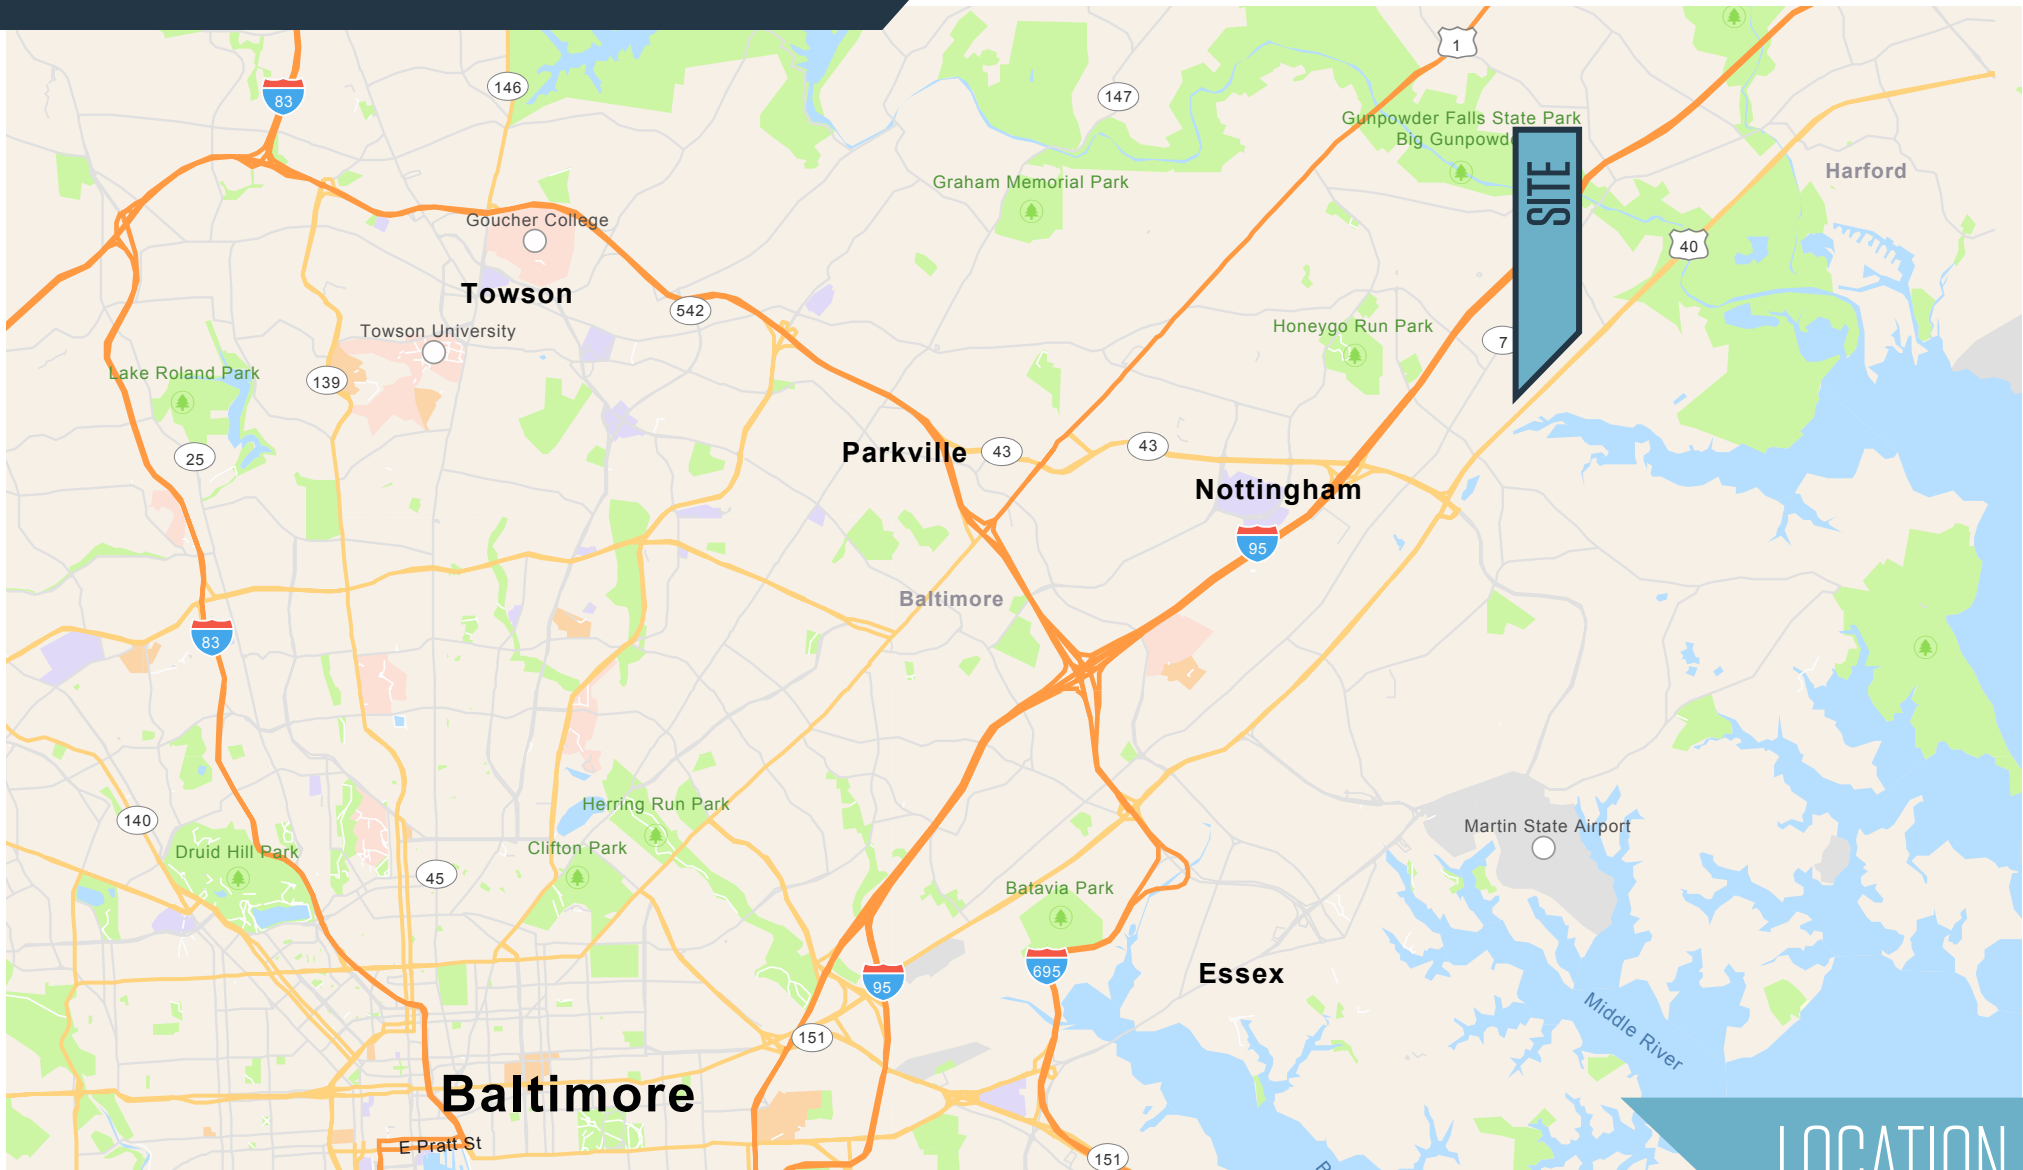 1
83
146
147
Gunpowder Falls State Park
Big Gunpowd
SITE
Harford
Graham Memorial Park
Goucher College
40
Towson
542
Honeygo Run Park
Towson University
7
Lake Roland Park
139
Parkville
43
43
25
Nottingham
95
Baltimore
83
Herring Run Park
140
Martin State Airport
Druid Hill Park
Clifton Park
45
Batavia Park
695
95
Essex
Middle River
151
Baltimore
E Pratt St
151
LOCATION